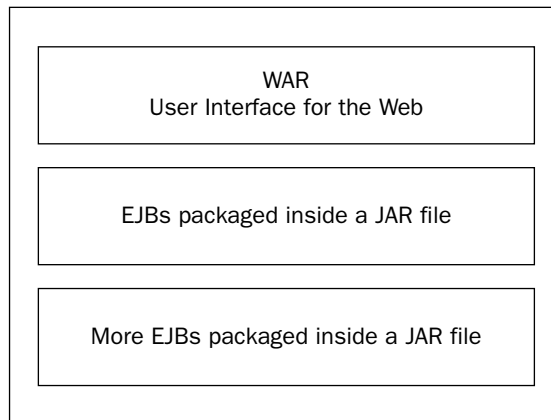 WAR
User Interface for the Web
EJBs packaged inside a JAR file
More EJBs packaged inside a JAR file